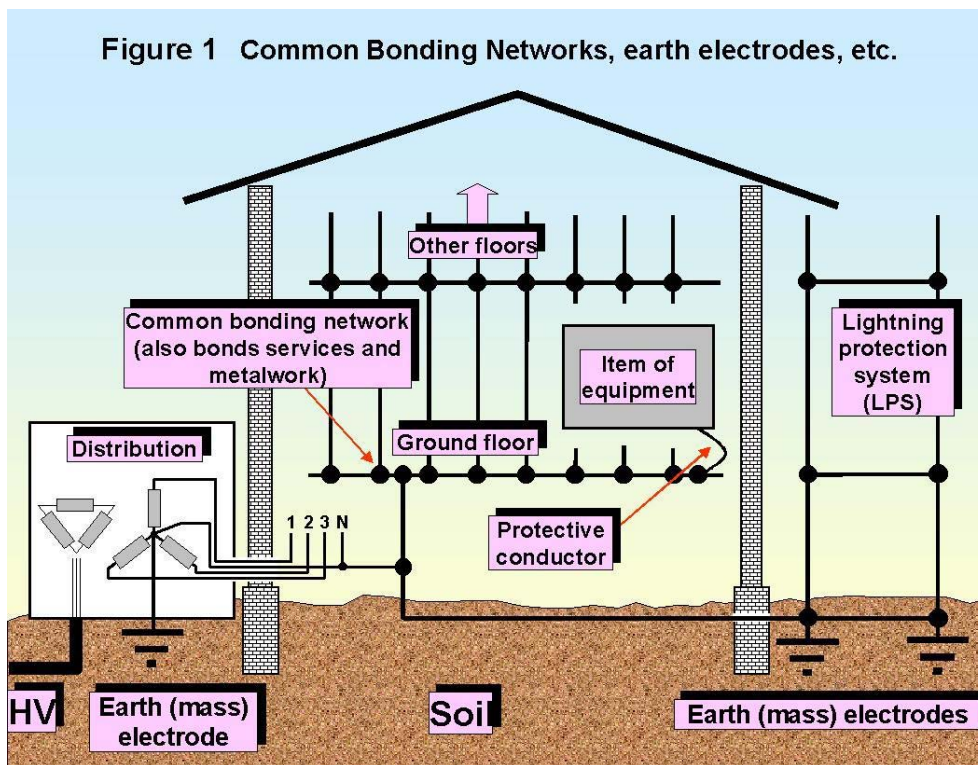 Figure 1 Common Bonding Networks, earth electrodes, etc.
Other floors
Common bonding network
(also bonds services and
metalwork)
Item of
equipment
Lightning
protection
system
(LPS)
Distribution
Ground floor
1 2 3 N
Protective
conductor
HV
Earth (mass)
electrode
Soil
Earth (mass) electrodes